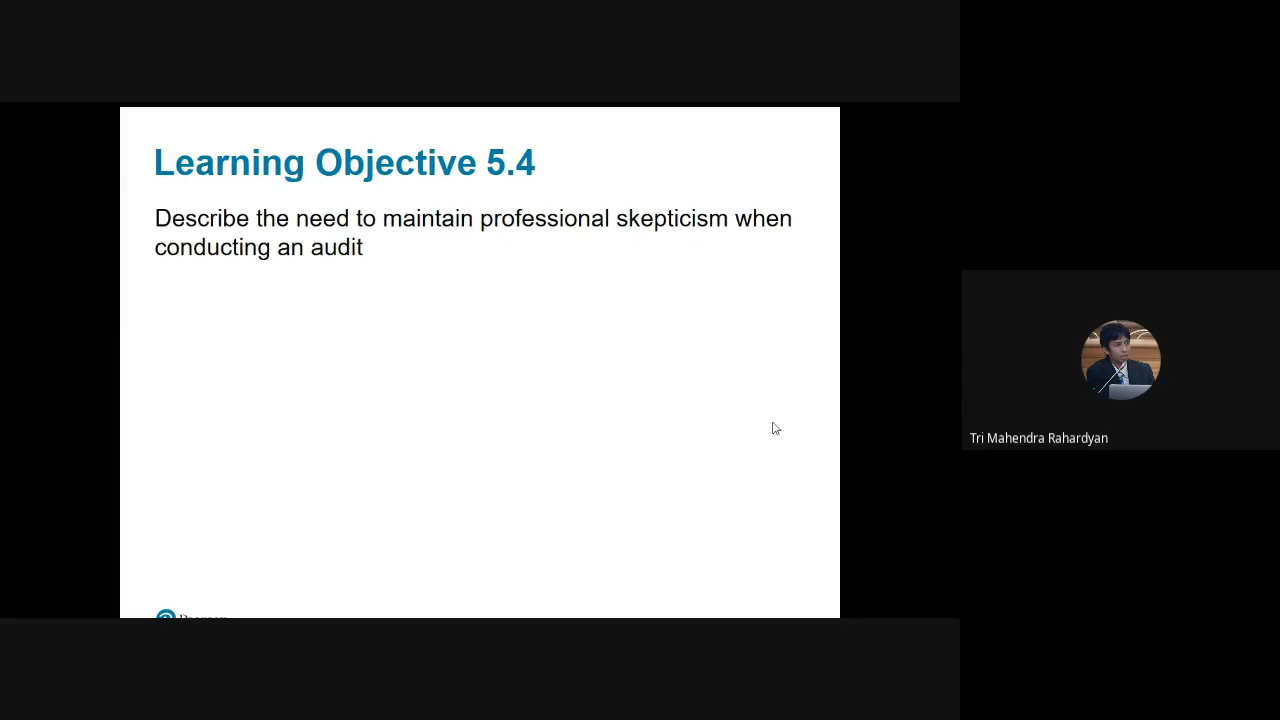 Learning Objective 5.4
Describe the need to maintain professional skepticism when
conducting an audit
Tri Mahendra Rahardyan